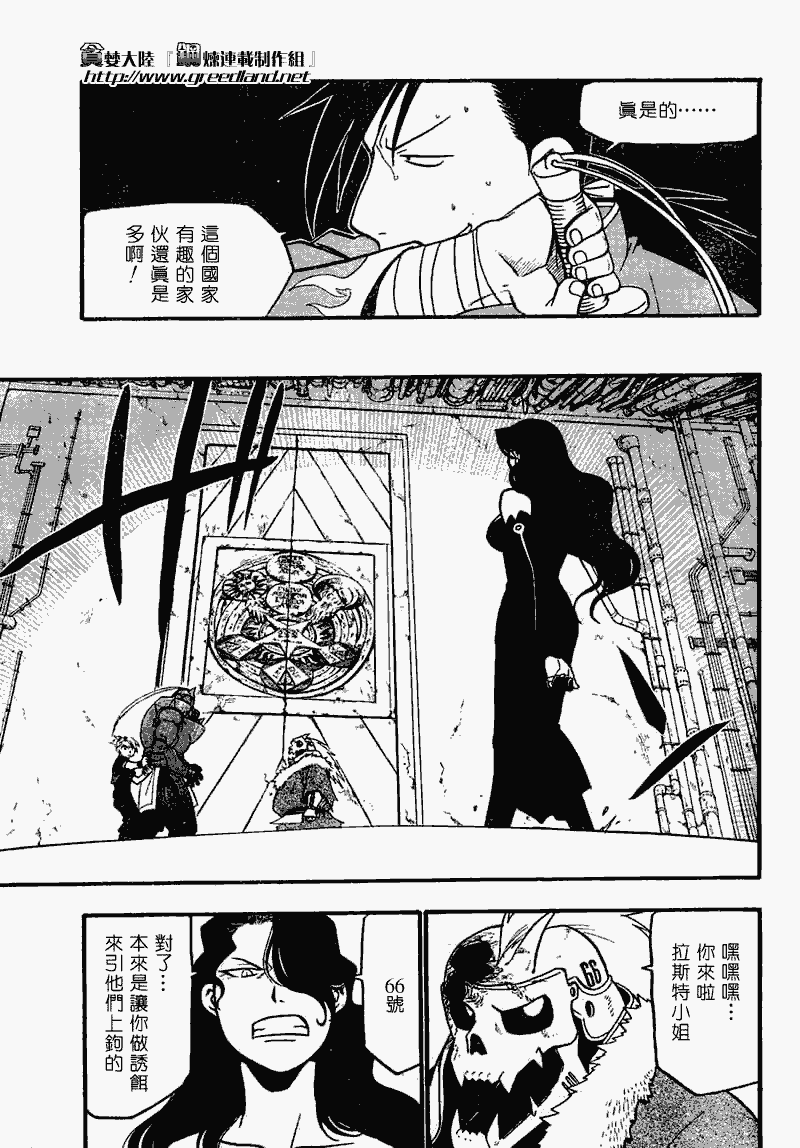 貪婪大陸『鋼煉連載制作組』
http://www.greedland.net
眞是的……
這個國家
有趣的家
伙還眞是
多啊！
嘿嘿嘿…
你來啦
拉斯特小姐
66
66
66號
對了…
本來是讓你做誘餌
來引他們上鉤的